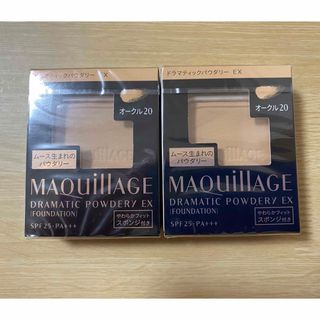 ドラマティックパウダリー EX
オークル20
ムース生まれの
パウダリー
MAQUillAGE
DRAMATIC POWDERY EX
(FOUNDATION)
SPF25・PA+++
やわらかフィット
スポンジ付き
ドラマティックパウダリー EX
オークル20
ムース生まれの
パウダリー
MAQUillAGE
DRAMATIC POWDERY EX
(FOUNDATION)
SPF25・PA+++
やわらかフィット
スポンジ付き